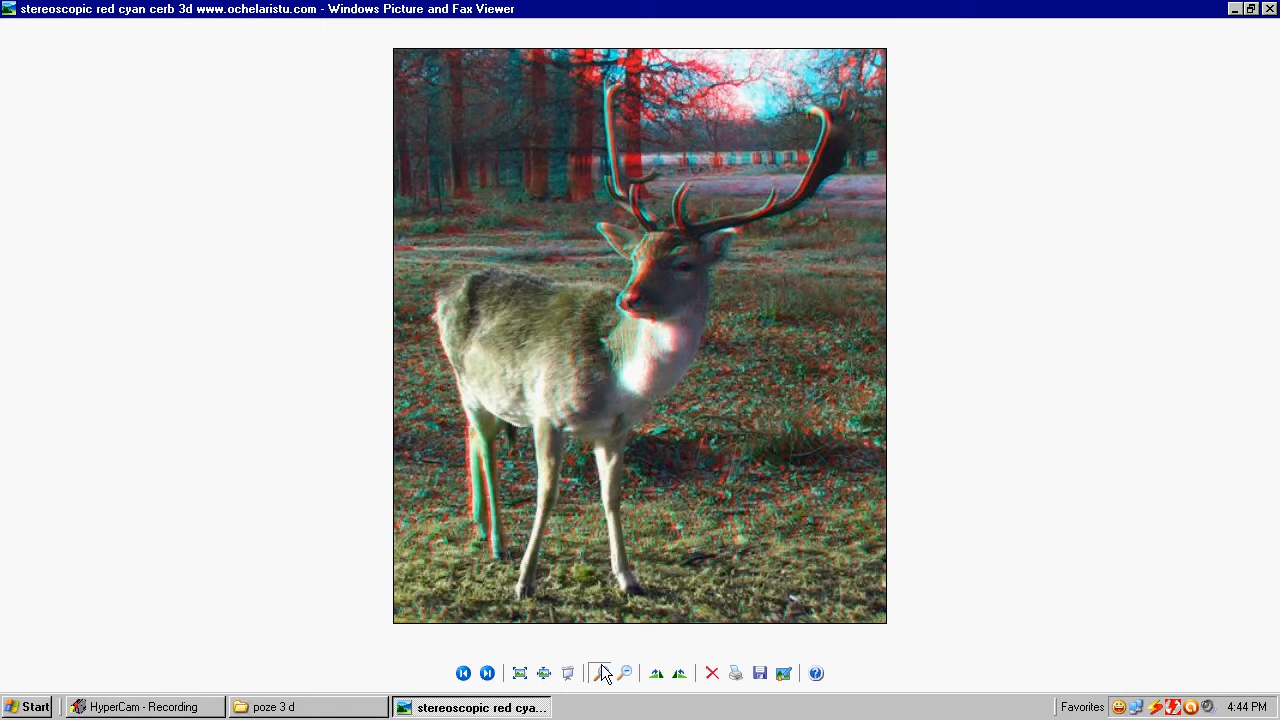 stereoscopic red cyan cerb 3d www.ochelaristu.com - Windows Picture and Fax Viewer
Start
HyperCam - Recording
poze 3 d
stereoscopic red cya...
Favorites
4:44 PM